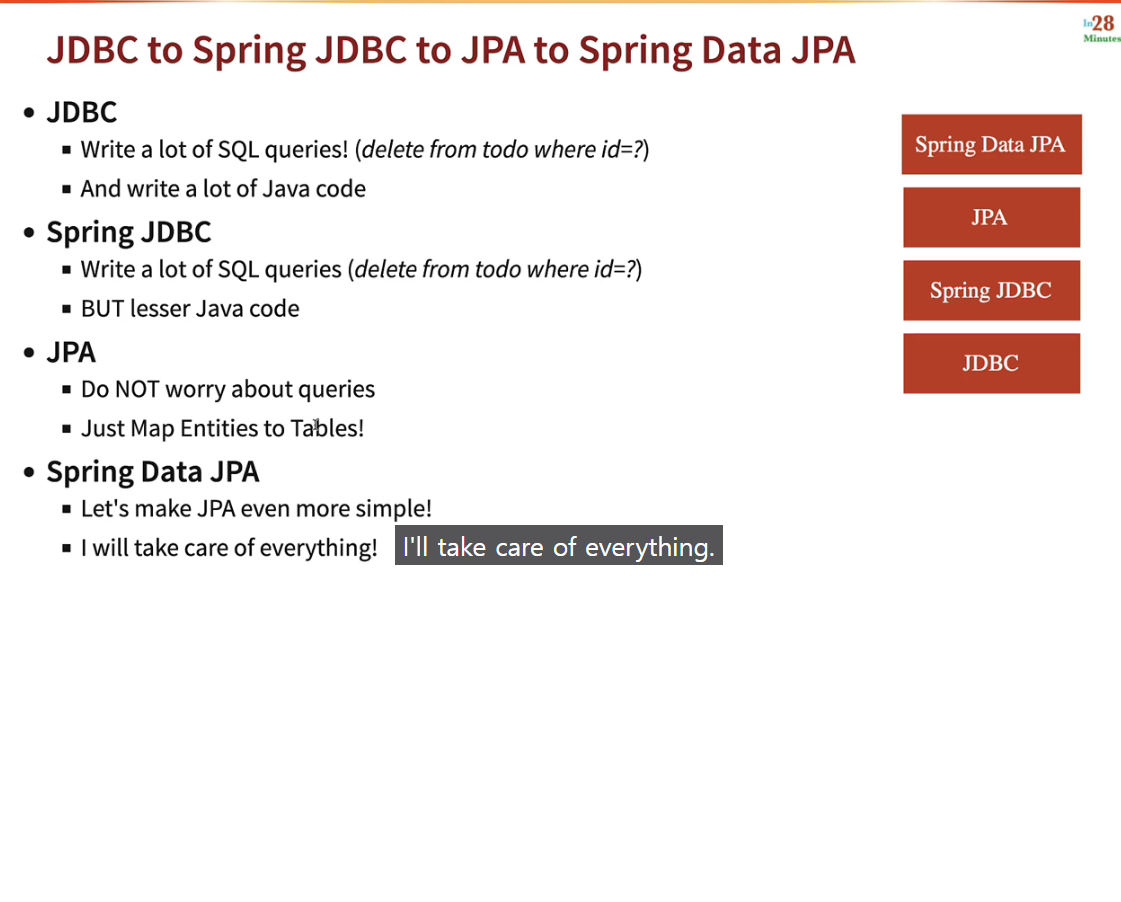 In28
Minutes
JDBC to Spring JDBC to JPA to Spring Data JPA
• JDBC
▪ Write a lot of SQL queries! (delete from todo where id=?)
▪ And write a lot of Java code
• Spring JDBC
▪ Write a lot of SQL queries (delete from todo where id=?)
▪ BUT lesser Java code
• JPA
▪ Do NOT worry about queries
▪ Just Map Entities to Tables!
• Spring Data JPA
▪ Let's make JPA even more simple!
▪ I will take care of everything!
I'll take care of everything.
Spring Data JPA
JPA
Spring JDBC
JDBC